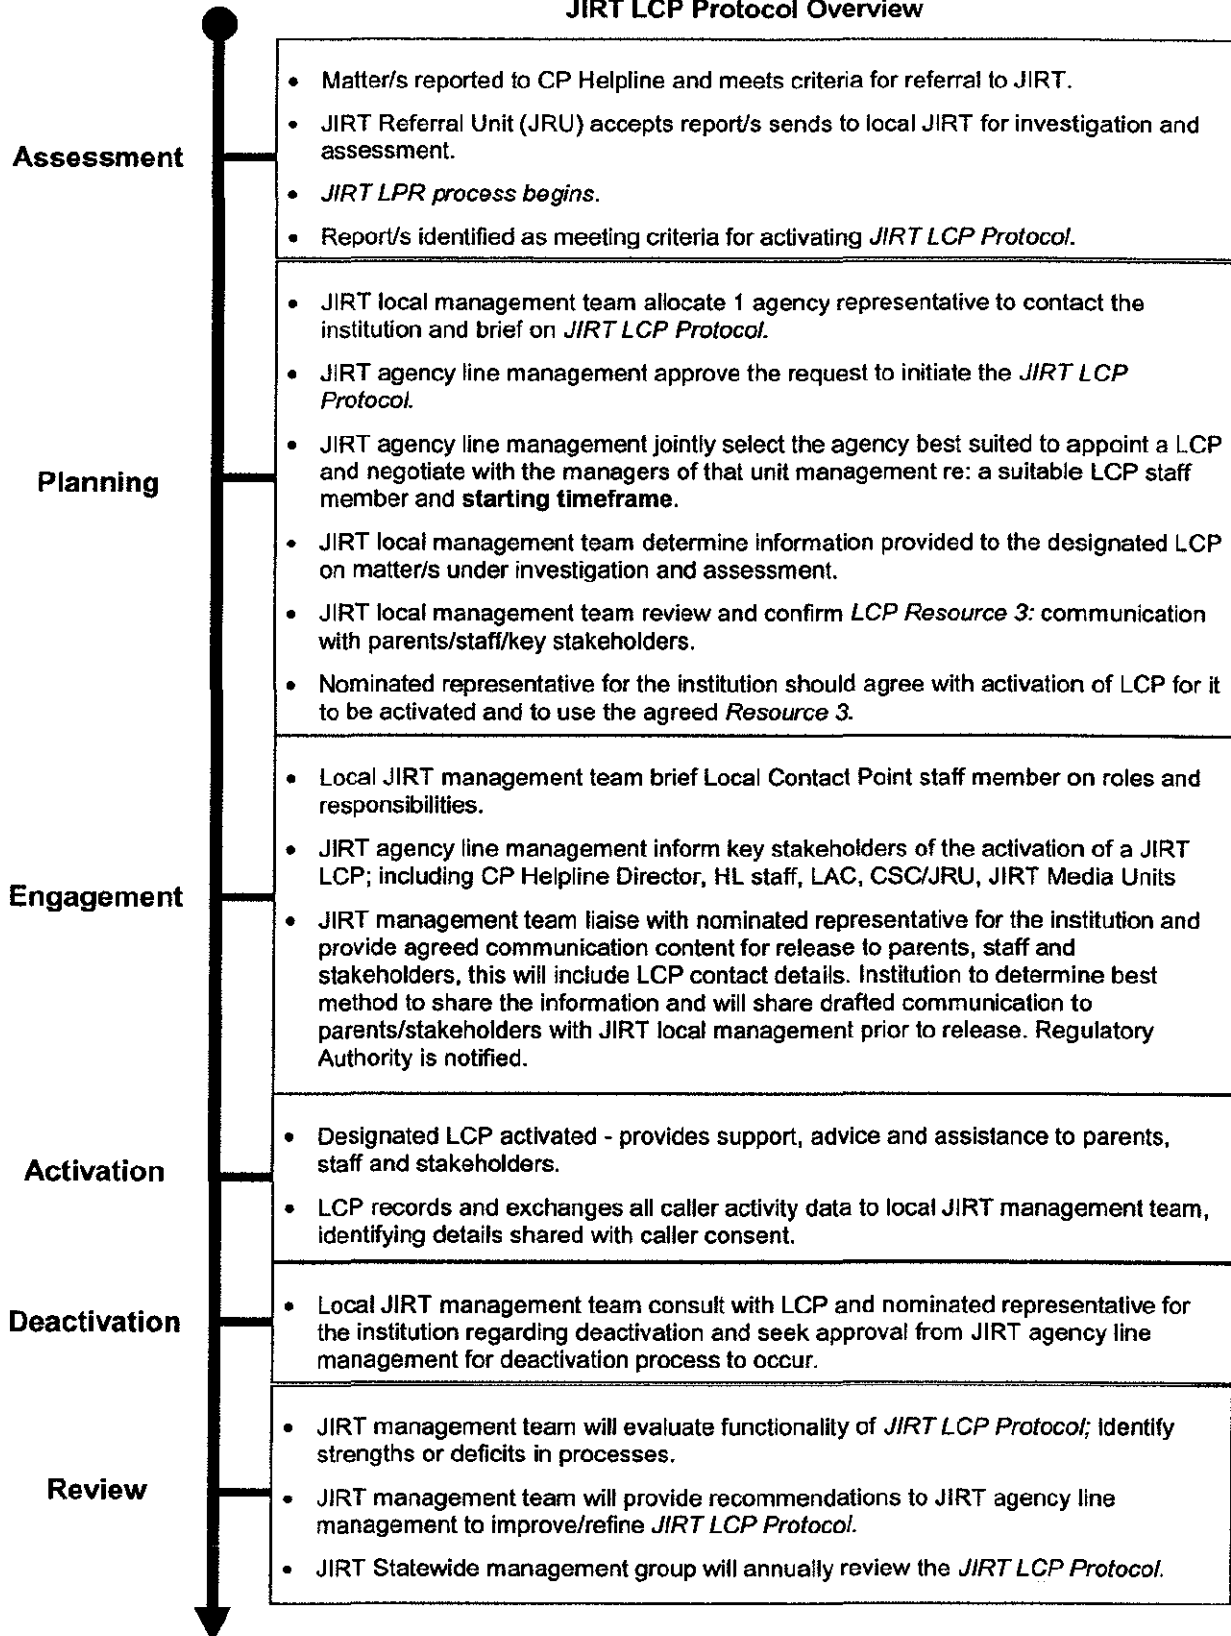 JIRT LCP Protocol Overview
Assessment
• Matter/s reported to CP Helpline and meets criteria for referral to JIRT.
• JIRT Referral Unit (JRU) accepts report/s sends to local JIRT for investigation and
assessment.
• JIRT LPR process begins.
• Report/s identified as meeting criteria for activating JIRT LCP Protocol.
Planning
• JIRT local management team allocate 1 agency representative to contact the
institution and brief on JIRT LCP Protocol.
• JIRT agency line management approve the request to initiate the JIRT LCP
Protocol.
• JIRT agency line management jointly select the agency best suited to appoint a LCP
and negotiate with the managers of that unit management re: a suitable LCP staff
member and starting timeframe.
• JIRT local management team determine information provided to the designated LCP
on matter/s under investigation and assessment.
• JIRT local management team review and confirm LCP Resource 3: communication
with parents/staff/key stakeholders.
• Nominated representative for the institution should agree with activation of LCP for it
to be activated and to use the agreed Resource 3.
Engagement
• Local JIRT management team brief Local Contact Point staff member on roles and
responsibilities.
• JIRT agency line management inform key stakeholders of the activation of a JIRT
LCP; including CP Helpline Director, HL staff, LAC, CSC/JRU, JIRT Media Units
• JIRT management team liaise with nominated representative for the institution and
provide agreed communication content for release to parents, staff and
stakeholders, this will include LCP contact details. Institution to determine best
method to share the information and will share drafted communication to
parents/stakeholders with JIRT local management prior to release. Regulatory
Authority is notified.
Activation
• Designated LCP activated - provides support, advice and assistance to parents,
staff and stakeholders.
• LCP records and exchanges all caller activity data to local JIRT management team,
identifying details shared with caller consent.
Deactivation
• Local JIRT management team consult with LCP and nominated representative for
the institution regarding deactivation and seek approval from JIRT agency line
management for deactivation process to occur.
Review
• JIRT management team will evaluate functionality of JIRT LCP Protocol; identify
strengths or deficits in processes.
• JIRT management team will provide recommendations to JIRT agency line
management to improve/refine JIRT LCP Protocol.
• JIRT Statewide management group will annually review the JIRT LCP Protocol.